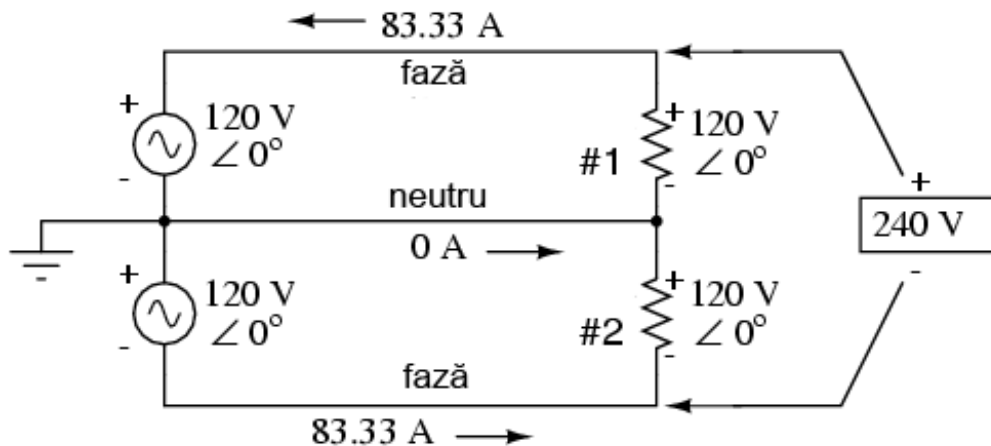 83.33 A
fază
+
120 V
∠ 0°
-
#1
+
120 V
∠ 0°
-
neutru
0 A
+
240 V
-
+
120 V
∠ 0°
-
#2
+
120 V
∠ 0°
-
fază
83.33 A